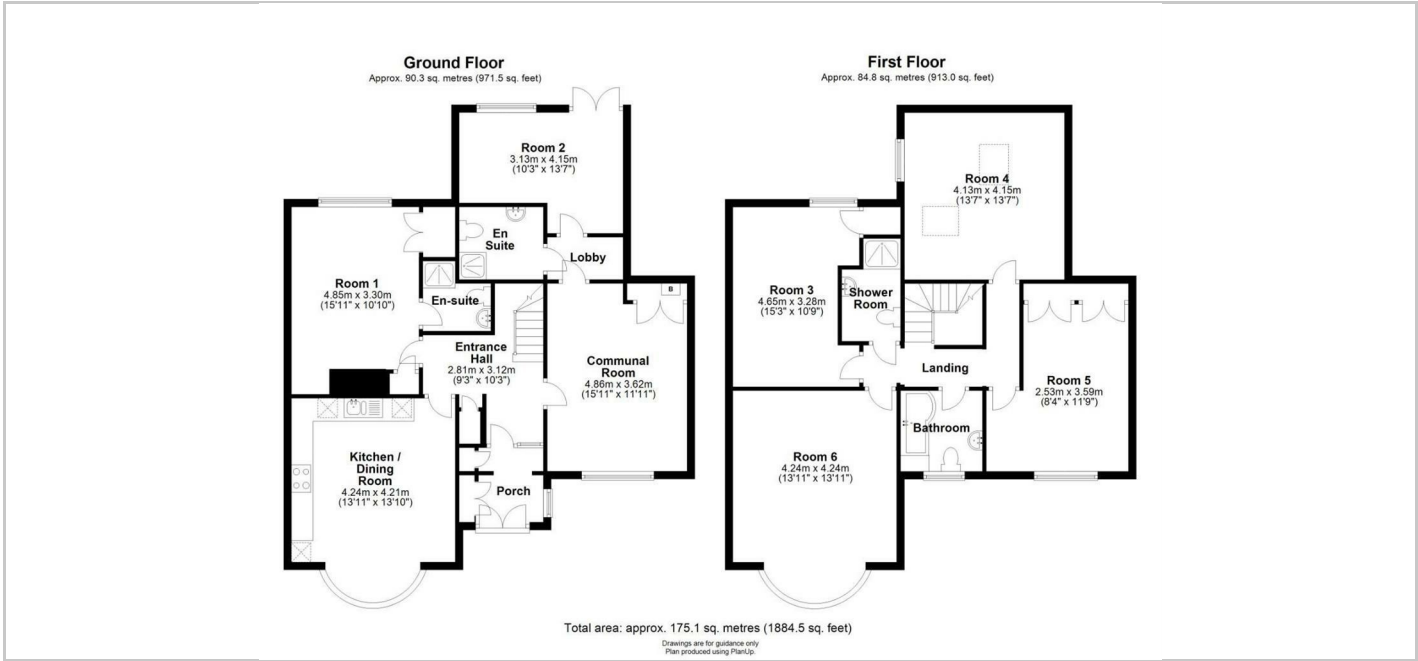 Ground Floor
Approx. 90.3 sq. metres (971.5 sq. feet)
Room 2
3.13m x 4.15m
(10'3" x 13'7")
En
Suite
Lobby
Room 1
4.85m x 3.30m
(15'11" x 10'10")
En-suite
B
Entrance
Hall
2.81m x 3.12m
(9'3" x 10'3")
Communal
Room
4.86m x 3.62m
(15'11" x 11'11")
Kitchen /
Dining
Room
4.24m x 4.21m
(13'11" x 13'10")
Porch
First Floor
Approx. 84.8 sq. metres (913.0 sq. feet)
Room 4
4.13m x 4.15m
(13'7" x 13'7")
Room 3
4.65m x 3.28m
(15'3" x 10'9")
Shower
Room
Landing
Room 5
2.53m x 3.59m
(8'4" x 11'9")
Bathroom
Room 6
4.24m x 4.24m
(13'11" x 13'11")
Total area: approx. 175.1 sq. metres (1884.5 sq. feet)
Drawings are for guidance only
Plan produced using PlanUp.